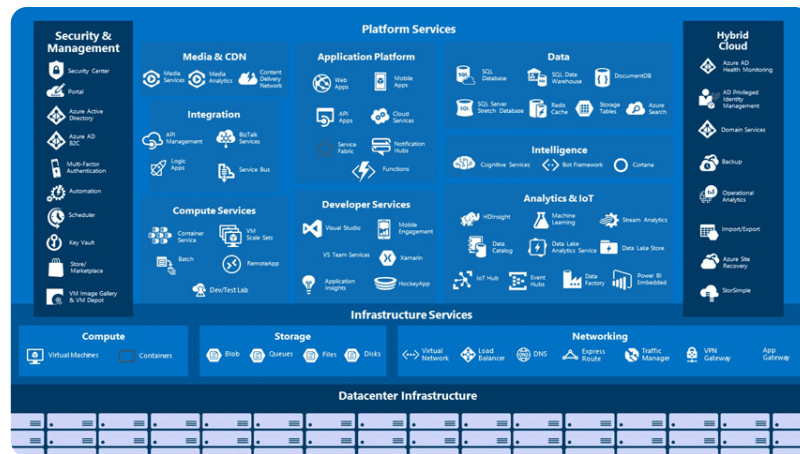 Platform Services
Security &
Management
Security Center
Portal
Azure Active
Directory
Azure AD
B2C
Multi-Factor
Authentication
Automation
Scheduler
Key Vault
Store/
Marketplace
VM Image Gallery
& VM Depot
Media & CDN
Media
Services
Media
Analytics
Content
Delivery
Network
Integration
API
Management
BizTalk
Services
Logic
Apps
Service Bus
Compute Services
Container
Service
VM
Scale Sets
Batch
RemoteApp
Dev/Test Lab
Application Platform
Web
Apps
Mobile
Apps
API
Apps
Cloud
Services
Service
Fabric
Notification
Hubs
Functions
Developer Services
Visual Studio
Mobile
Engagement
VS Team Services
Xamarin
Application
Insights
HockeyApp
Data
SQL
Database
SQL Data
Warehouse
DocumentDB
SQL Server
Stretch Database
Redis
Cache
Storage
Tables
Azure
Search
Intelligence
Cognitive Services
Bot Framework
Cortana
Analytics & IoT
HDInsight
Machine
Learning
Stream Analytics
Data
Catalog
Data Lake
Analytics Service
Data Lake Store
IoT Hub
Event
Hubs
Data
Factory
Power BI
Embedded
Hybrid
Cloud
Azure AD
Health Monitoring
AD Privileged
Identity
Management
Domain Services
Backup
Operational
Analytics
Import/Export
Azure Site
Recovery
StorSimple
Infrastructure Services
Compute
Virtual Machines
Containers
Storage
Blob
Queues
Files
Disks
Networking
Virtual
Network
Load
Balancer
DNS
Express
Route
Traffic
Manager
VPN
Gateway
App
Gateway
Datacenter Infrastructure